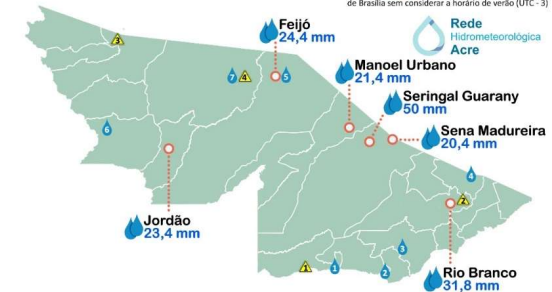 de Brasília sem considerar a horário de verão (UTC - 3)
Rede
Hidrometeorológica
Acre
Feijó
24,4 mm
Manoel Urbano
21,4 mm
Seringal Guarany
50 mm
Sena Madureira
20,4 mm
3
7
4
5
6
4
2
Jordão
23,4 mm
3
1
1
2
Rio Branco
31,8 mm